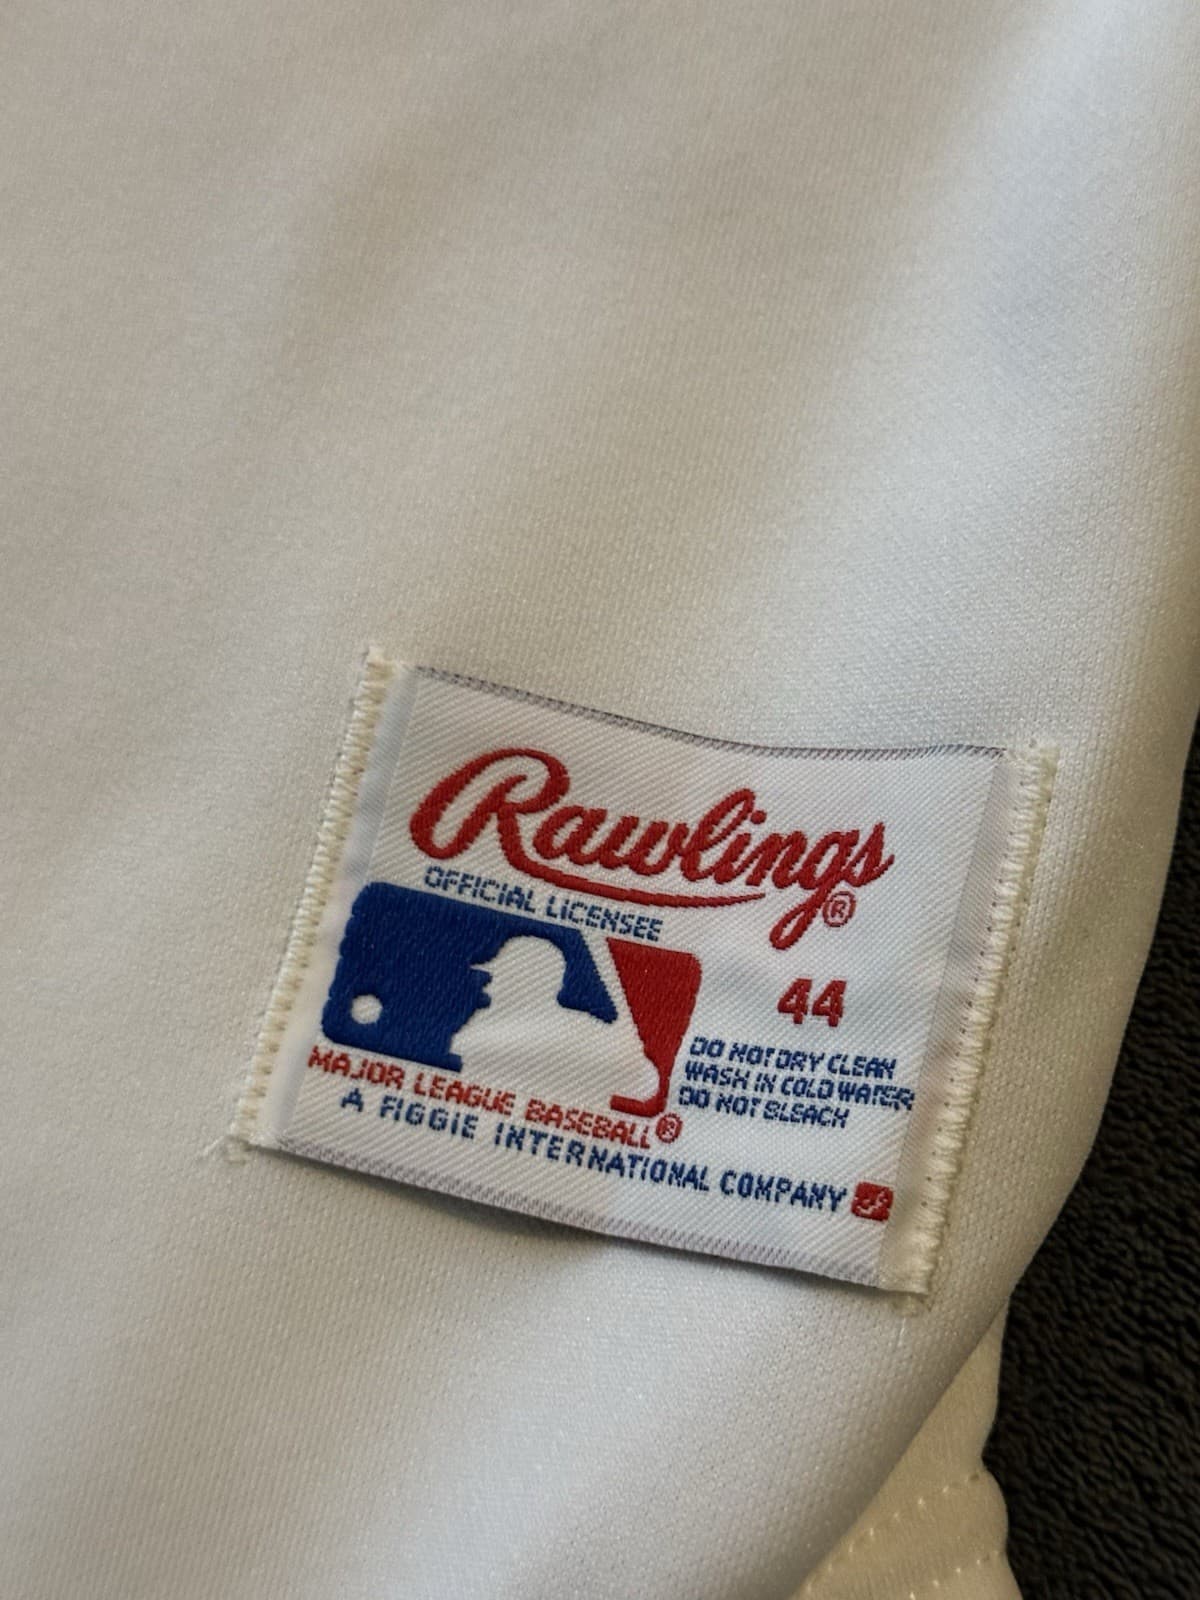 Rawlings®
OFFICIAL LICENSEE
44
DO NOT DRY CLEAN
WASH IN COLD WATER
DO NOT BLEACH
MAJOR LEAGUE BASEBALL®
A FIGGIE INTERNATIONAL COMPANY